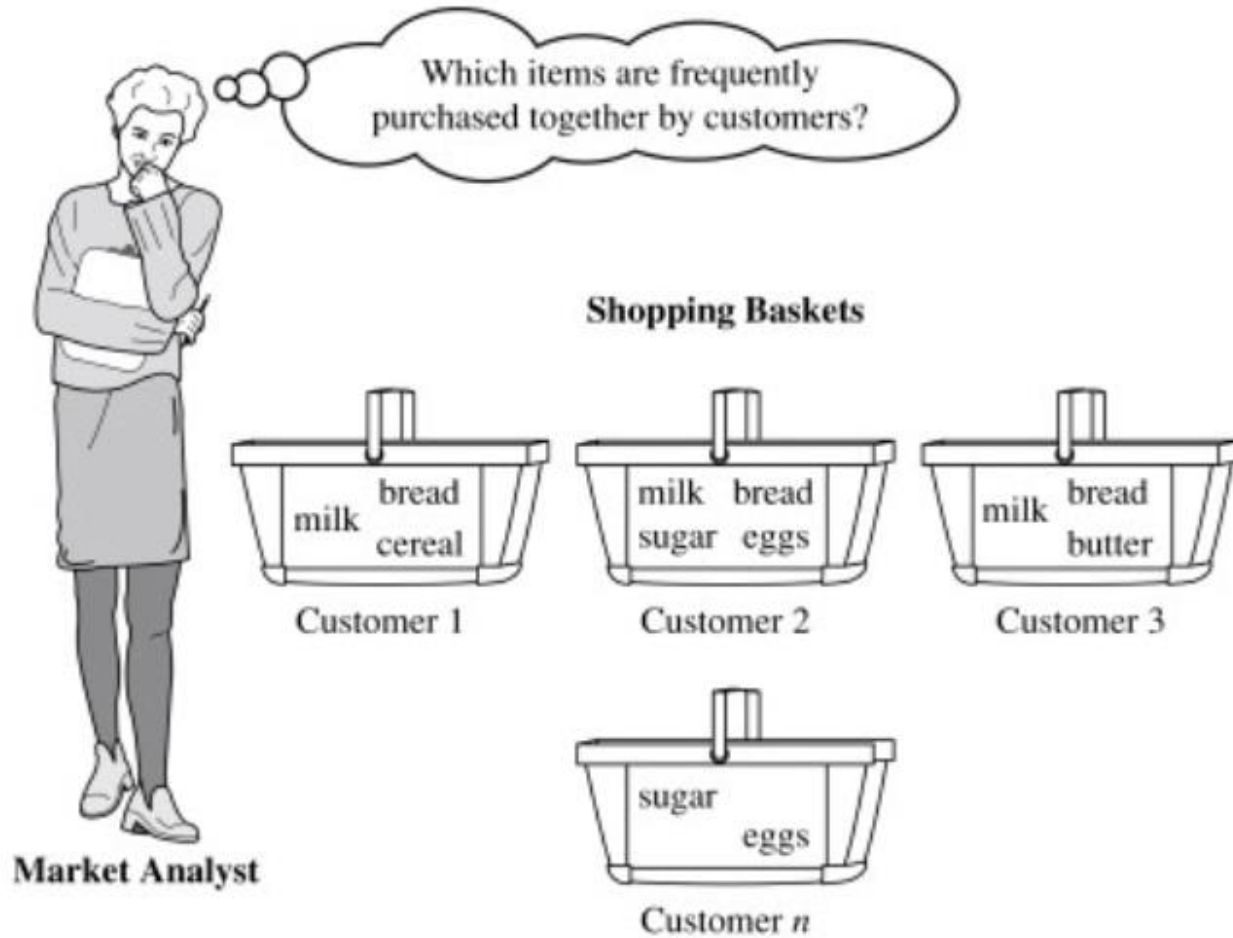 Which items are frequently
purchased together by customers?
Shopping Baskets
milk
bread
cereal
Customer 1
milk bread
sugar eggs
Customer 2
milk
bread
butter
Customer 3
sugar
eggs
Customer n
Market Analyst